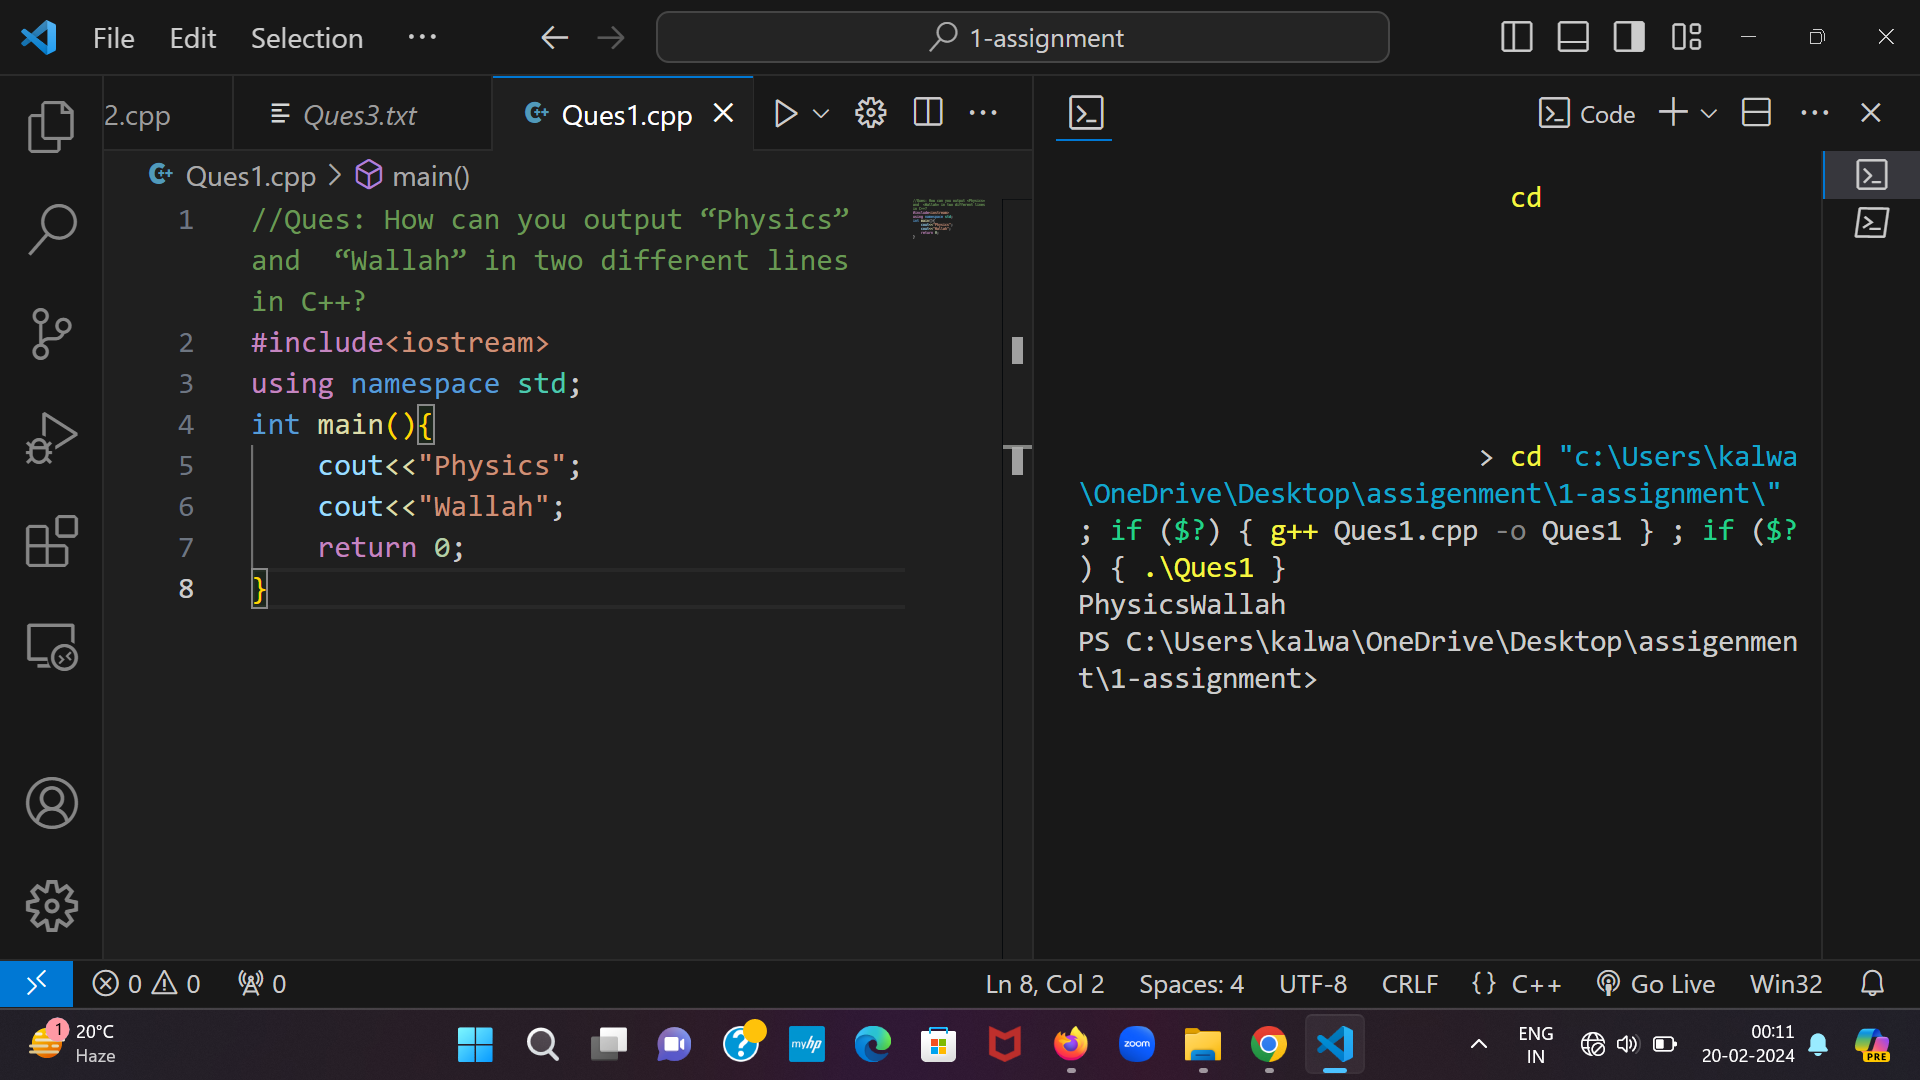 File Edit Selection ··· 1-assignment
2.cpp Ques3.txt Ques1.cpp
Code
Ques1.cpp > main()
1 //Ques: How can you output “Physics”
and  “Wallah” in two different lines
in C++?
2 #include<iostream>
3 using namespace std;
4 int main(){
5 cout<<"Physics";
6 cout<<"Wallah";
7 return 0;
8 }
cd
> cd "c:\Users\kalwa
\OneDrive\Desktop\assigenment\1-assignment\"
; if ($?) { g++ Ques1.cpp -o Ques1 } ; if ($?
) { .\Ques1 }
PhysicsWallah
PS C:\Users\kalwa\OneDrive\Desktop\assigenmen
t\1-assignment>
0 0 0 Ln 8, Col 2 Spaces: 4 UTF-8 CRLF {} C++ Go Live Win32
1 20°C
Haze
myhp
zoom
ENG
IN
00:11
20-02-2024
PRE